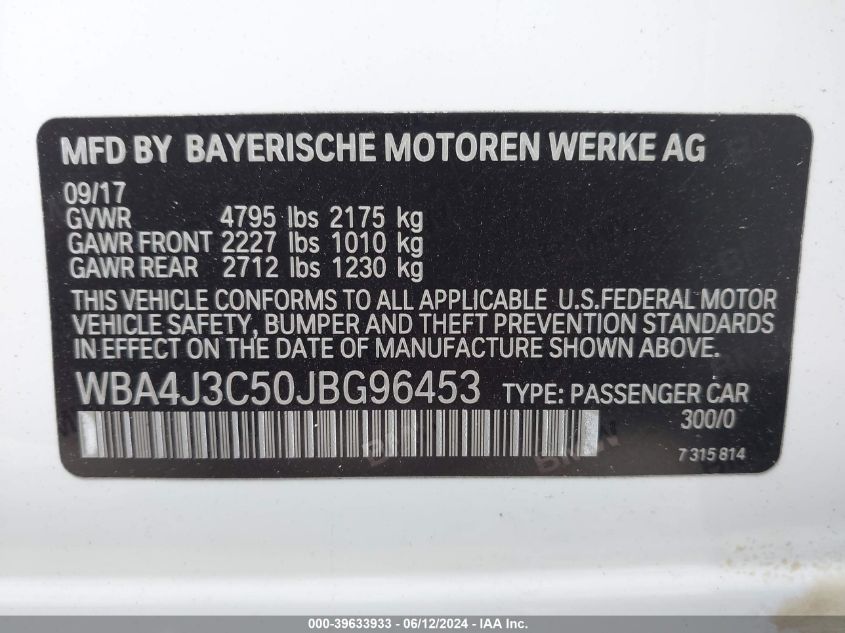 MFD BY BAYERISCHE MOTOREN WERKE AG
09/17
GVWR 4795 lbs 2175 kg
GAWR FRONT 2227 lbs 1010 kg
GAWR REAR 2712 lbs 1230 kg
THIS VEHICLE CONFORMS TO ALL APPLICABLE U.S.FEDERAL MOTOR
VEHICLE SAFETY, BUMPER AND THEFT PREVENTION STANDARDS
IN EFFECT ON THE DATE OF MANUFACTURE SHOWN ABOVE.
WBA4J3C50JBG96453 TYPE: PASSENGER CAR
300/0
7 315 814
000-39633933 - 06/12/2024 - IAA, Inc.